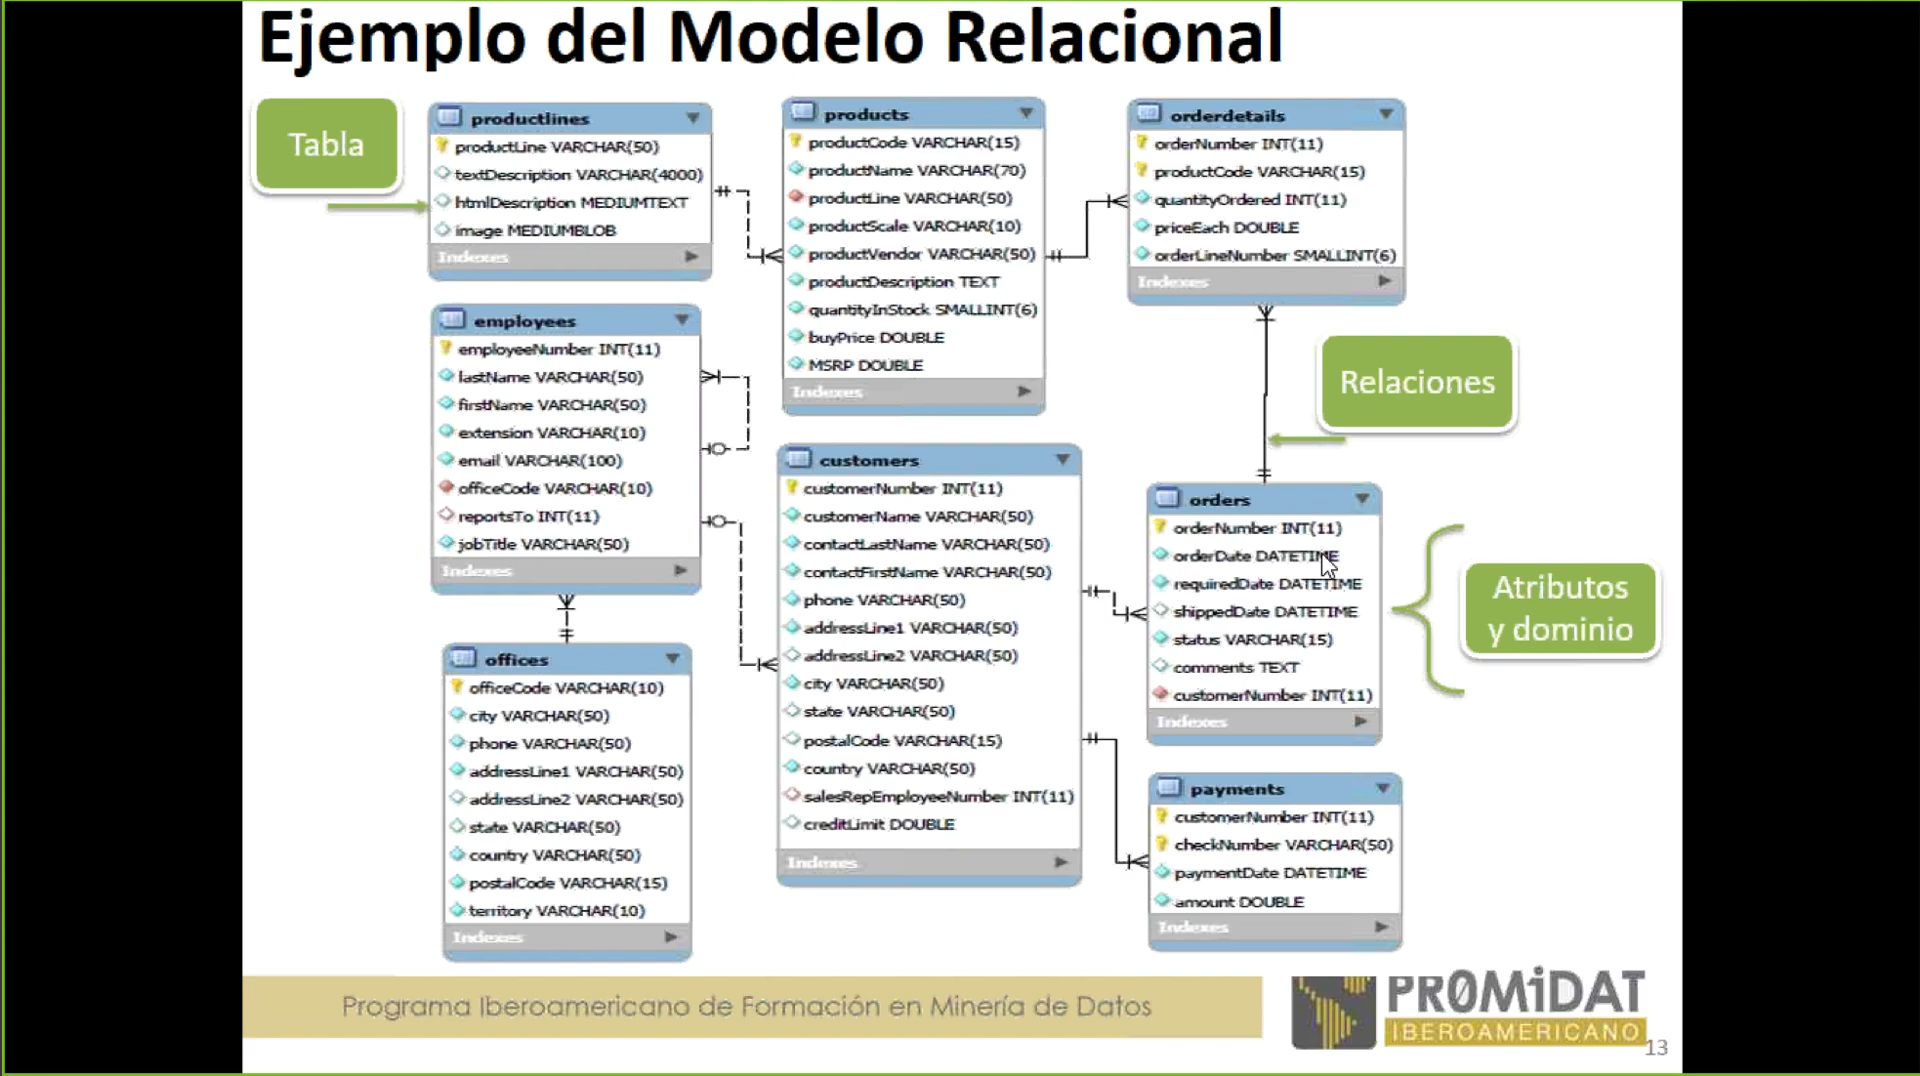 Ejemplo del Modelo Relacional
Tabla
productlines
productLine VARCHAR(50)
textDescription VARCHAR(4000)
htmlDescription MEDIUMTEXT
image MEDIUMBLOB
Indexes
products
productCode VARCHAR(15)
productName VARCHAR(70)
productLine VARCHAR(50)
productScale VARCHAR(10)
productVendor VARCHAR(50)
productDescription TEXT
quantityInStock SMALLINT(6)
buyPrice DOUBLE
MSRP DOUBLE
Indexes
orderdetails
orderNumber INT(11)
productCode VARCHAR(15)
quantityOrdered INT(11)
priceEach DOUBLE
orderLineNumber SMALLINT(6)
Indexes
employees
employeeNumber INT(11)
lastName VARCHAR(50)
firstName VARCHAR(50)
extension VARCHAR(10)
email VARCHAR(100)
officeCode VARCHAR(10)
reportsTo INT(11)
jobTitle VARCHAR(50)
Indexes
Relaciones
customers
customerNumber INT(11)
customerName VARCHAR(50)
contactLastName VARCHAR(50)
contactFirstName VARCHAR(50)
phone VARCHAR(50)
addressLine1 VARCHAR(50)
addressLine2 VARCHAR(50)
city VARCHAR(50)
state VARCHAR(50)
postalCode VARCHAR(15)
country VARCHAR(50)
salesRepEmployeeNumber INT(11)
creditLimit DOUBLE
Indexes
orders
orderNumber INT(11)
orderDate DATETIME
requiredDate DATETIME
shippedDate DATETIME
status VARCHAR(15)
comments TEXT
customerNumber INT(11)
Indexes
Atributos
y dominio
offices
officeCode VARCHAR(10)
city VARCHAR(50)
phone VARCHAR(50)
addressLine1 VARCHAR(50)
addressLine2 VARCHAR(50)
state VARCHAR(50)
country VARCHAR(50)
postalCode VARCHAR(15)
territory VARCHAR(10)
Indexes
payments
customerNumber INT(11)
checkNumber VARCHAR(50)
paymentDate DATETIME
amount DOUBLE
Indexes
Programa Iberoamericano de Formación en Minería de Datos
PR0MiDAT
IBEROAMERICANO
13